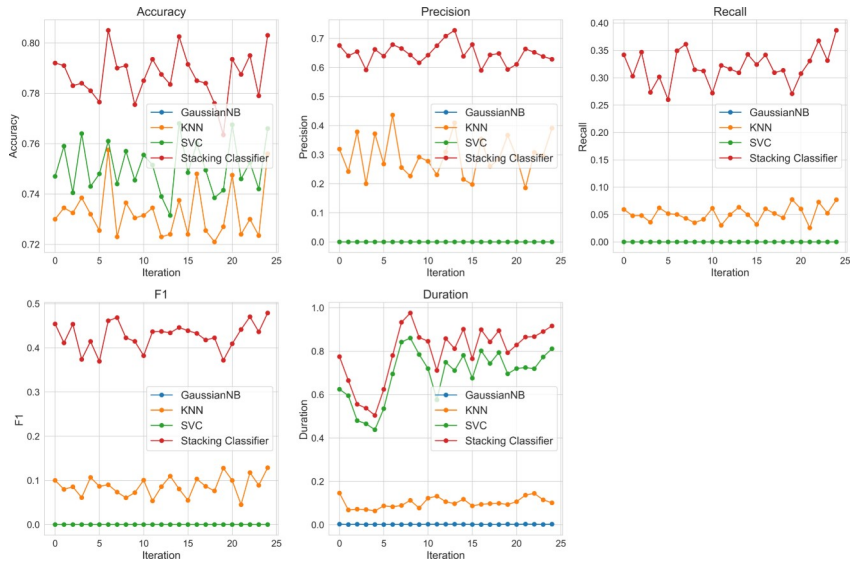 Accuracy
0.80
0.78
0.76
0.74
0.72
Accuracy
GaussianNB
KNN
SVC
Stacking Classifier
0 5 10 15 20 25
Iteration
Precision
0.7
0.6
0.5
0.4
0.3
0.2
0.1
0.0
Precision
GaussianNB
KNN
SVC
Stacking Classifier
0 5 10 15 20 25
Iteration
Recall
0.40
0.35
0.30
0.25
0.20
0.15
0.10
0.05
0.00
Recall
GaussianNB
KNN
SVC
Stacking Classifier
0 5 10 15 20 25
Iteration
F1
0.5
0.4
0.3
0.2
0.1
0.0
F1
GaussianNB
KNN
SVC
Stacking Classifier
0 5 10 15 20 25
Iteration
Duration
1.0
0.8
0.6
0.4
0.2
0.0
Duration
GaussianNB
KNN
SVC
Stacking Classifier
0 5 10 15 20 25
Iteration